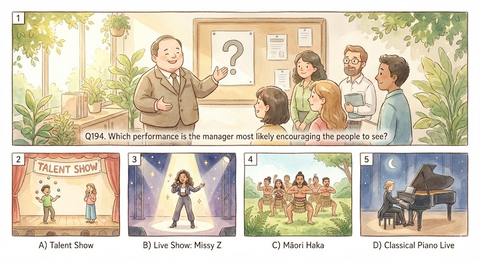 1
?
Q194. Which performance is the manager most likely encouraging the people to see?
2
TALENT SHOW
3
4
5
A) Talent Show
B) Live Show: Missy Z
C) Māori Haka
D) Classical Piano Live